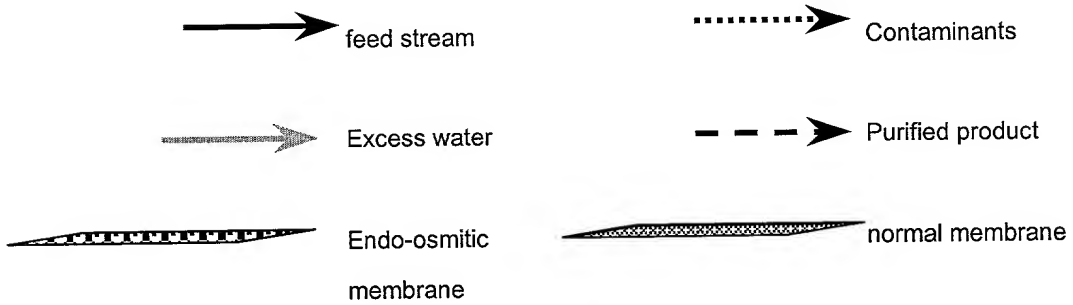 feed stream
Contaminants
Excess water
Purified product
Endo-osmitic
membrane
normal membrane